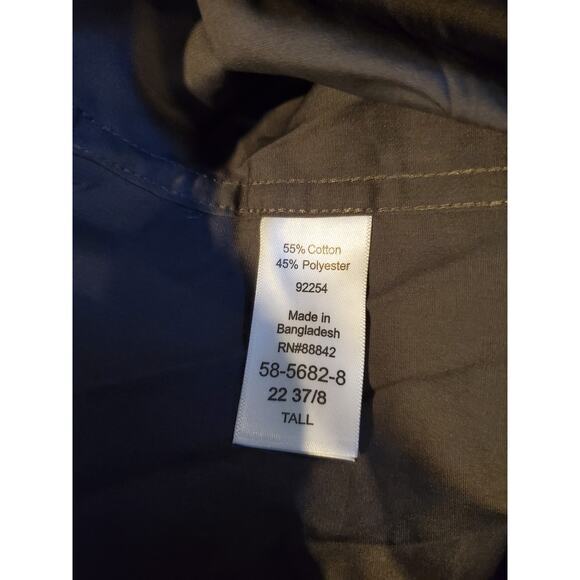 55% Cotton
45% Polyester
92254
Made in
Bangladesh
RN#88842
58-5682-8
22 37/8
TALL